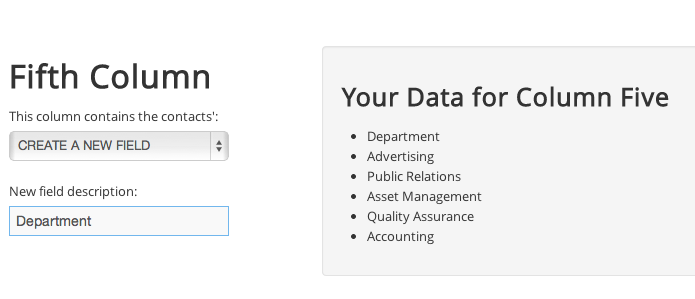 Fifth Column
This column contains the contacts':
CREATE A NEW FIELD
New field description:
Department
Your Data for Column Five
Department
Advertising
Public Relations
Asset Management
Quality Assurance
Accounting